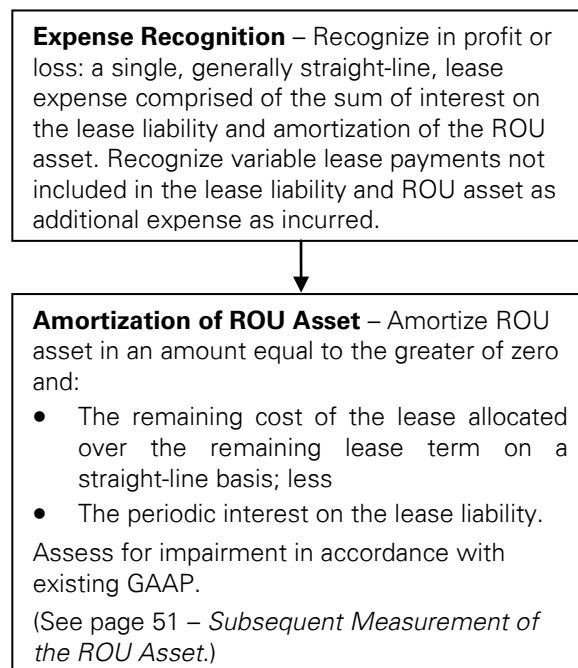 Expense Recognition – Recognize in profit or
loss: a single, generally straight-line, lease
expense comprised of the sum of interest on
the lease liability and amortization of the ROU
asset. Recognize variable lease payments not
included in the lease liability and ROU asset as
additional expense as incurred.
Amortization of ROU Asset – Amortize ROU
asset in an amount equal to the greater of zero
and:
• The remaining cost of the lease allocated
over the remaining lease term on a
straight-line basis; less
• The periodic interest on the lease liability.
Assess for impairment in accordance with
existing GAAP.
(See page 51 – Subsequent Measurement of
the ROU Asset.)